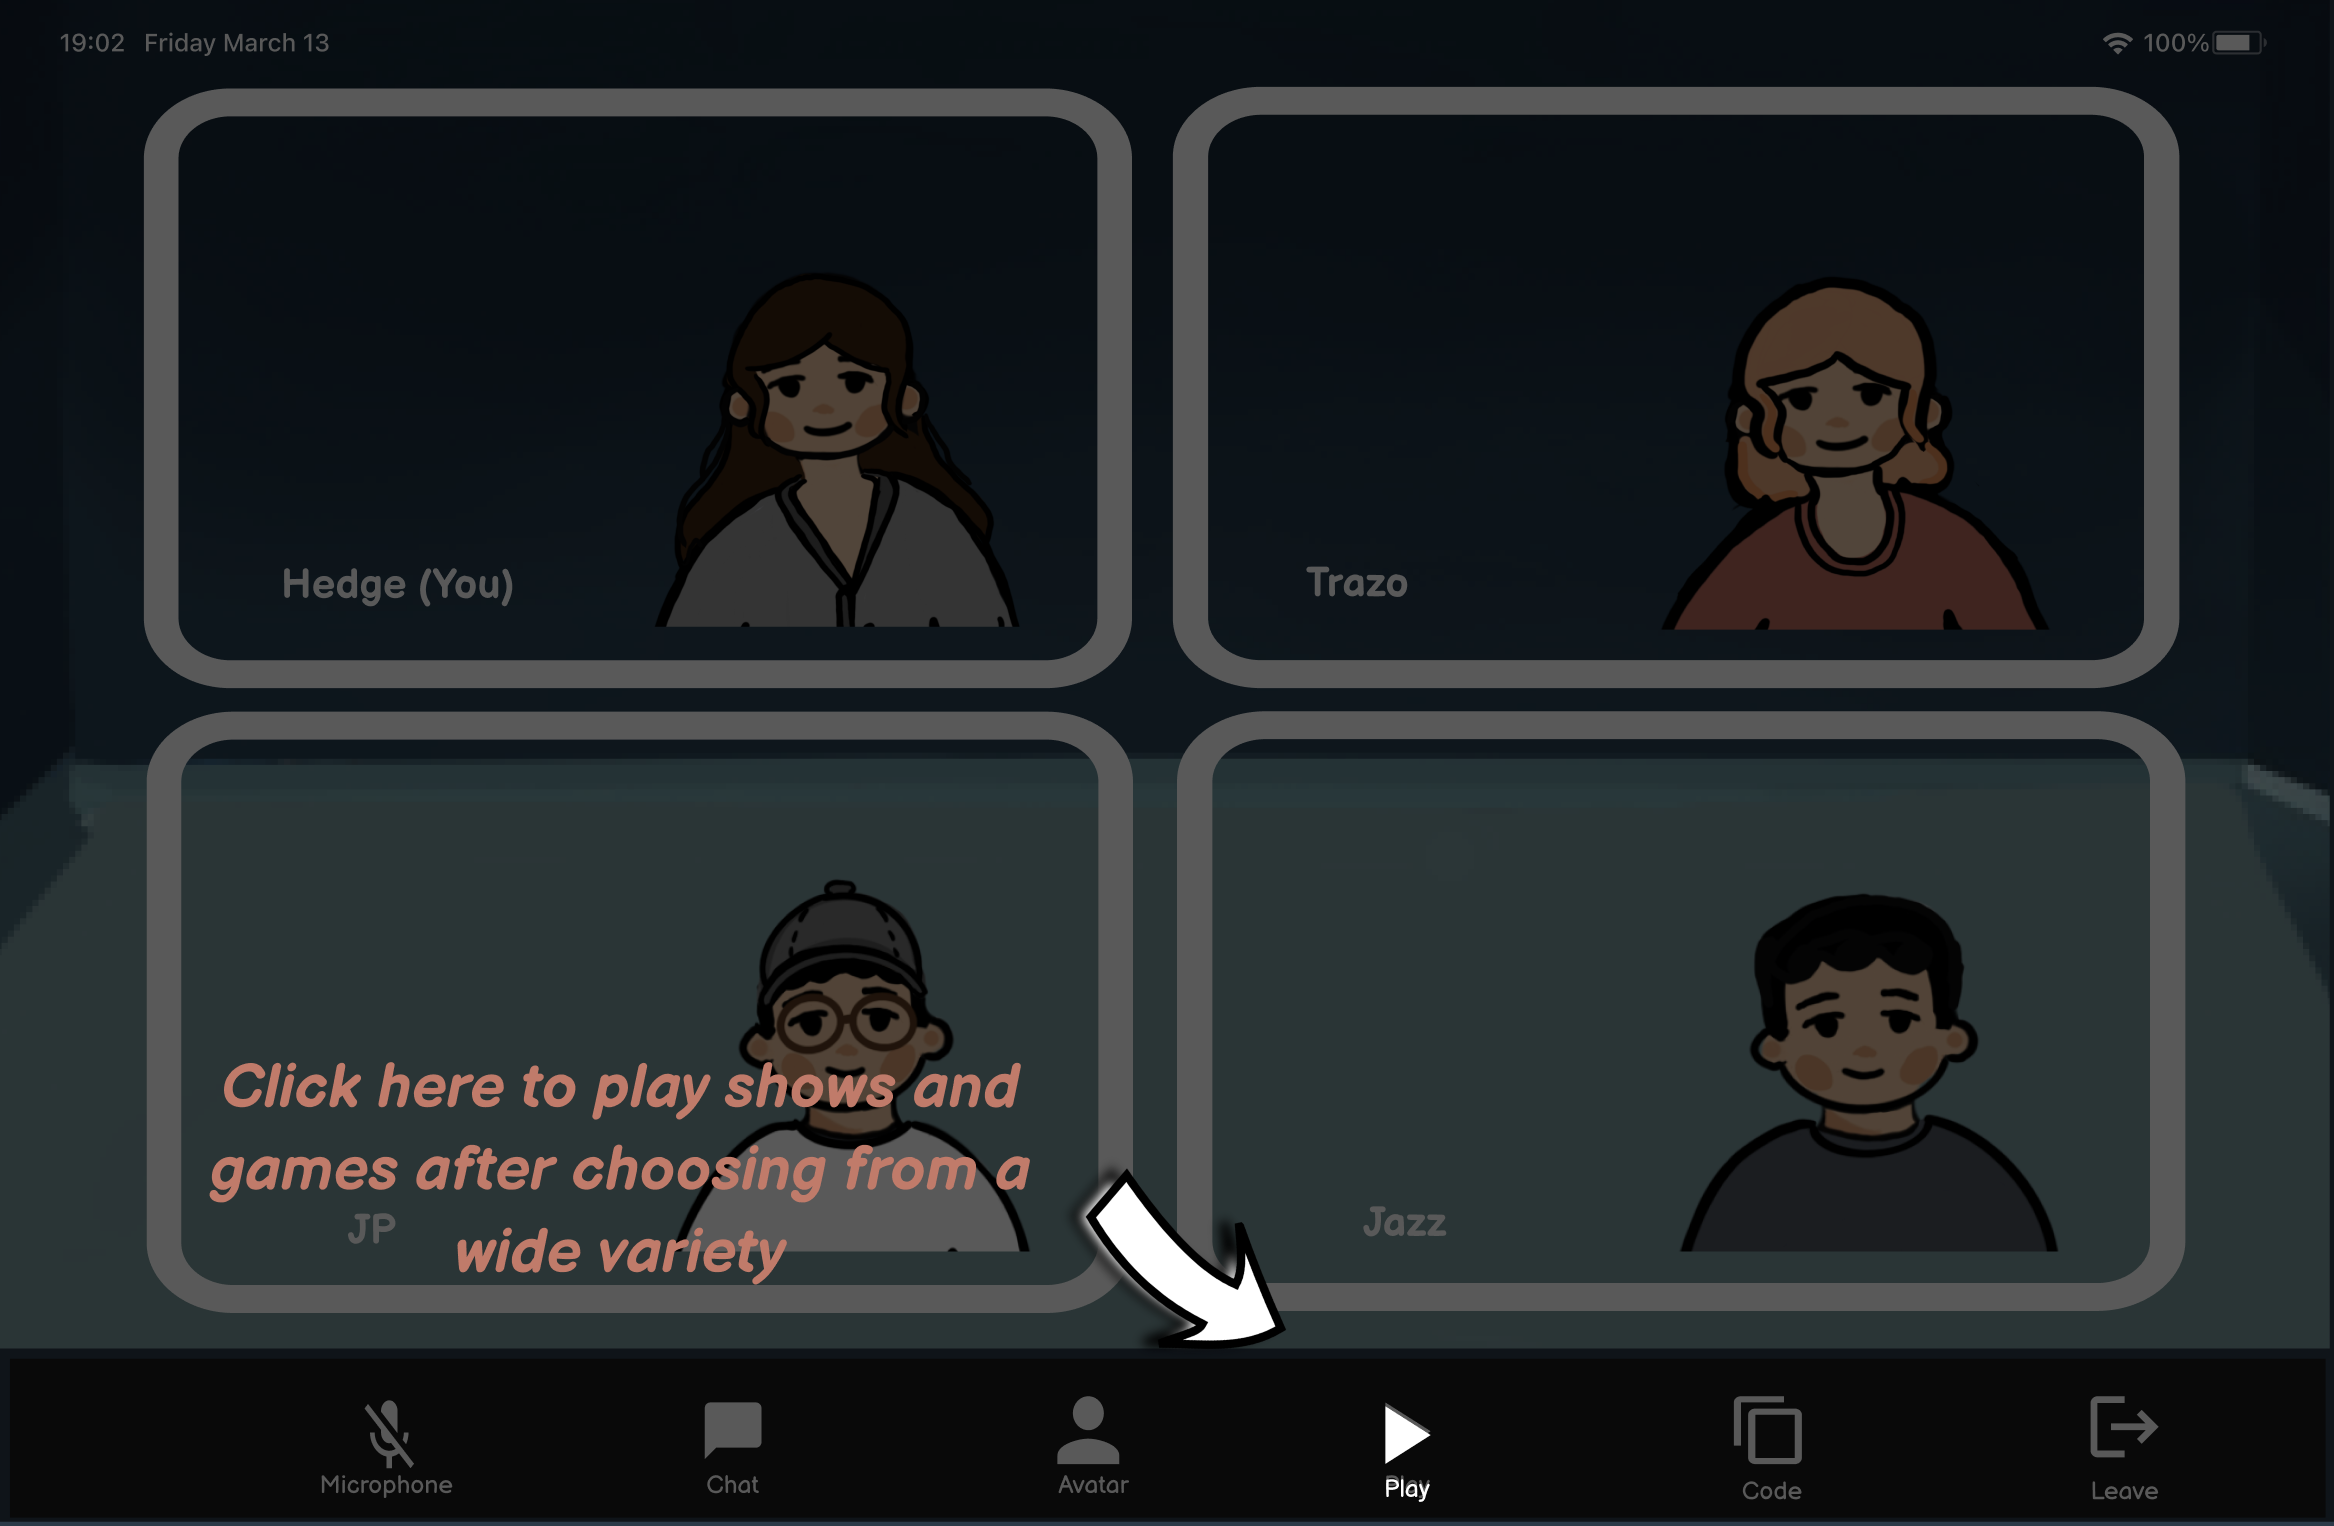 19:02 Friday March 13
100%
Hedge (You)
Trazo
Click here to play shows and
games after choosing from a
wide variety
JP
Jazz
Microphone
Chat
Avatar
Play
Code
Leave